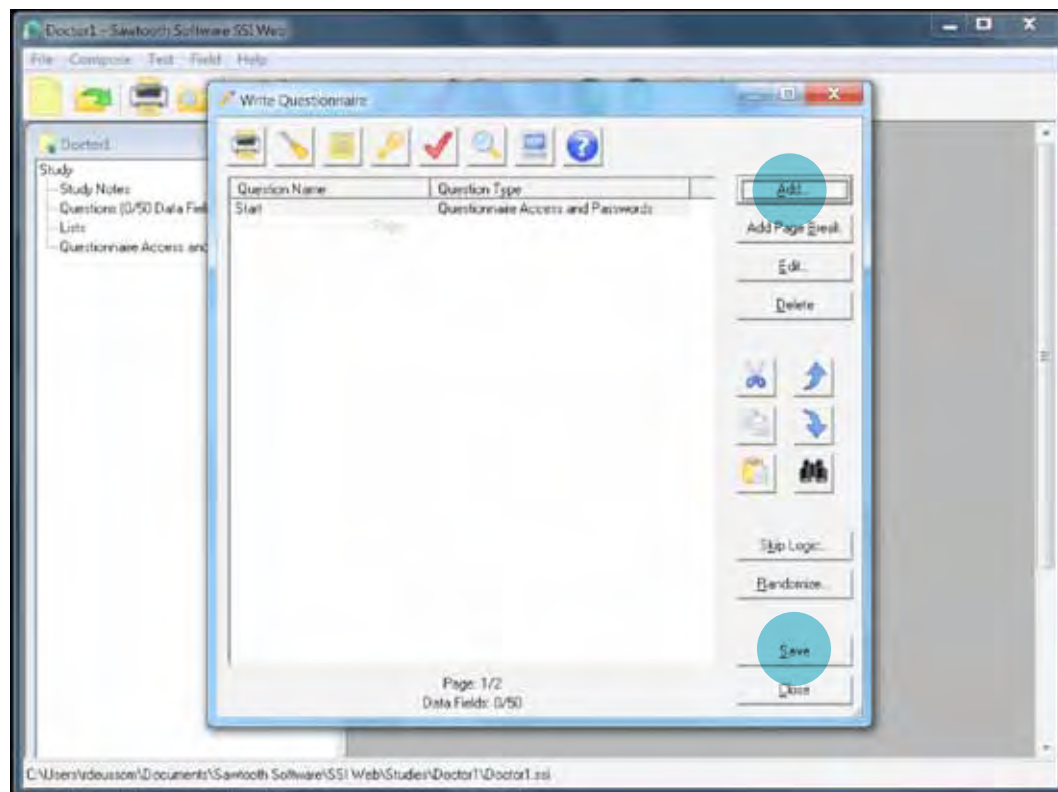 Doctor1 - Sawtooth Software SSI Web
File Compose Test Field Help
Write Questionnaire
Doctor1
Study
Study Notes
Questions (0/50 Data Fiel
Lists
Questionnaire Access and
Question Name Question Type
Start Questionnaire Access and Passwords
Page
Add...
Add Page Break
Edit...
Delete
Skip Logic...
Randomize...
Save
Close
Page: 1/2
Data Fields: 0/50
C:\Users\rdeussom\Documents\Sawtooth Software\SSI Web\Studies\Doctor1\Doctor1.ssi